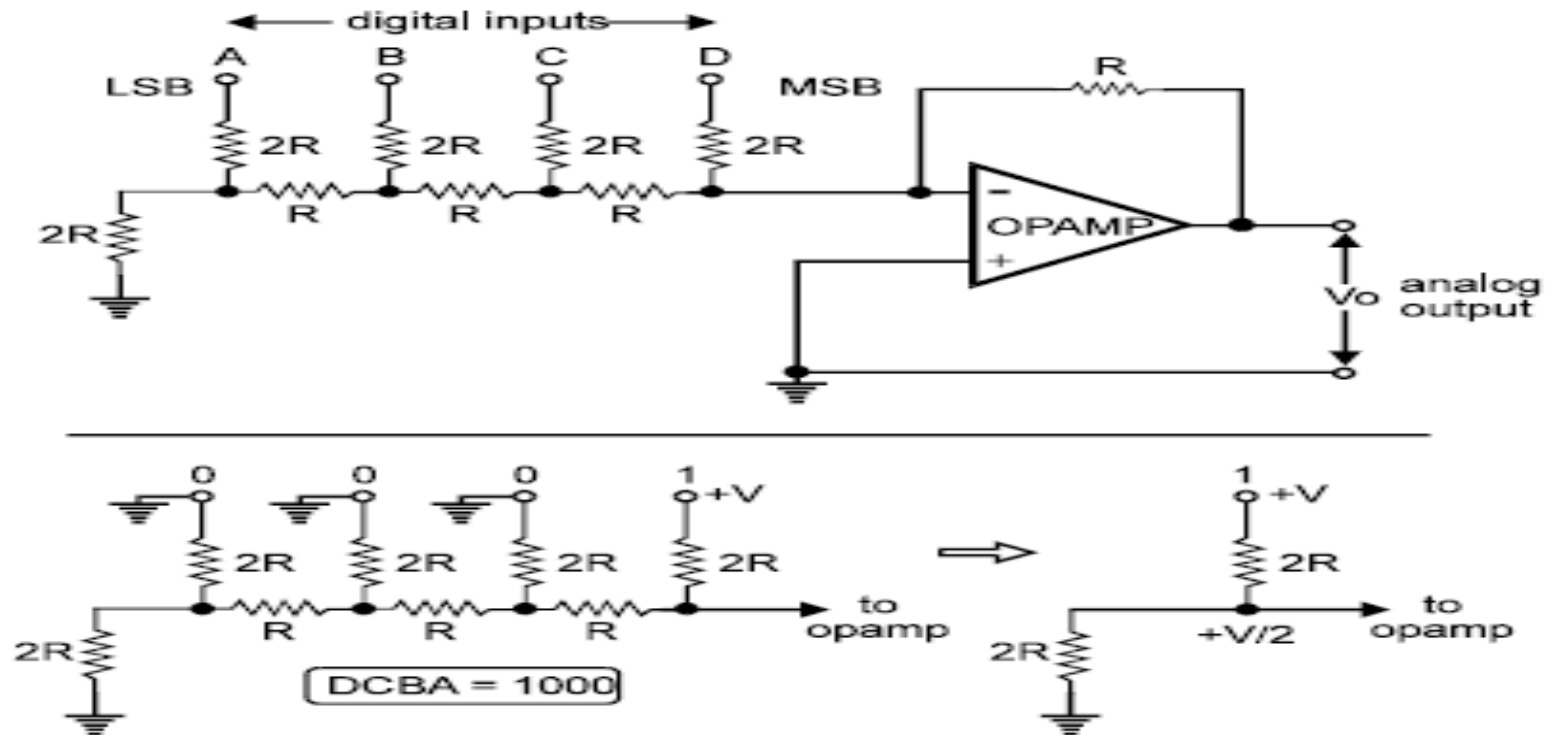 digital inputs
A B C D
LSB MSB R
2R 2R 2R 2R
R R R
2R
- OPAMP +
Vo analog output
0 0 0 1 +V 1 +V
2R 2R 2R 2R 2R
R R R to opamp +V/2 to opamp
2R 2R
DCBA = 1000